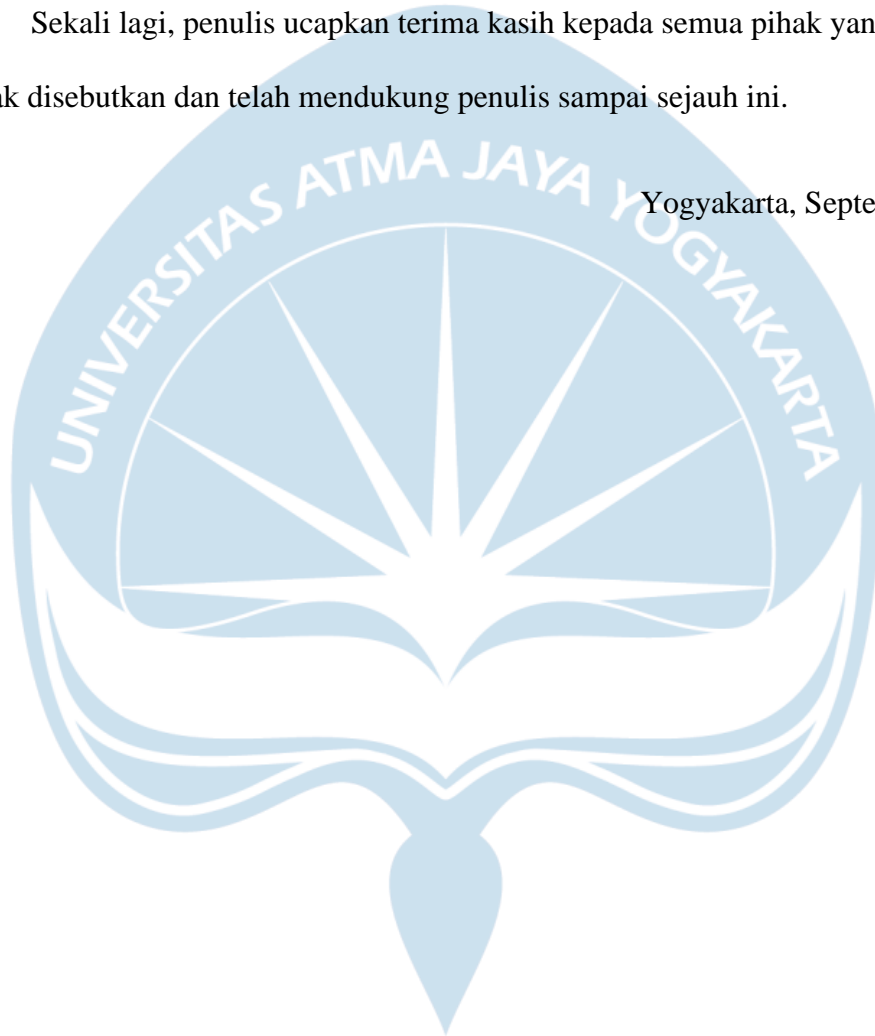 Sekali lagi, penulis ucapkan terima kasih kepada semua pihak yan
ak disebutkan dan telah mendukung penulis sampai sejauh ini.
UNIVERSITAS ATMA JAYA YOGYAKARTA
Yogyakarta, Septe